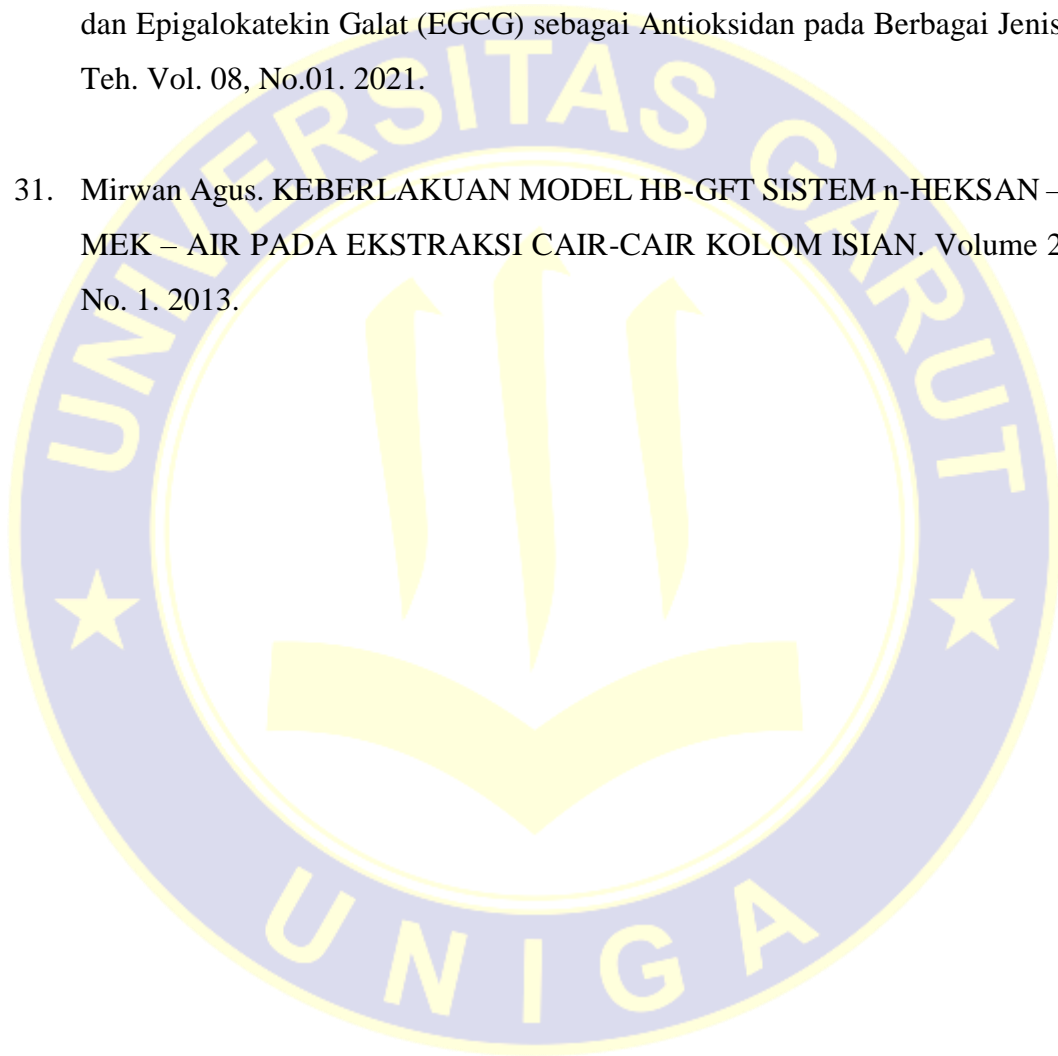 dan Epigalokatekin Galat (EGCG) sebagai Antioksidan pada Berbagai Jenis
Teh. Vol. 08, No.01. 2021.
31. Mirwan Agus. KEBERLAKUAN MODEL HB-GFT SISTEM n-HEKSAN –
MEK – AIR PADA EKSTRAKSI CAIR-CAIR KOLOM ISIAN. Volume 2
No. 1. 2013.
UNIVERSITAS GARUT
UNIGA